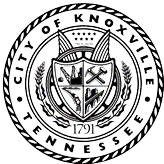 • CITY OF KNOXVILLE •
TENNESSEE
1791